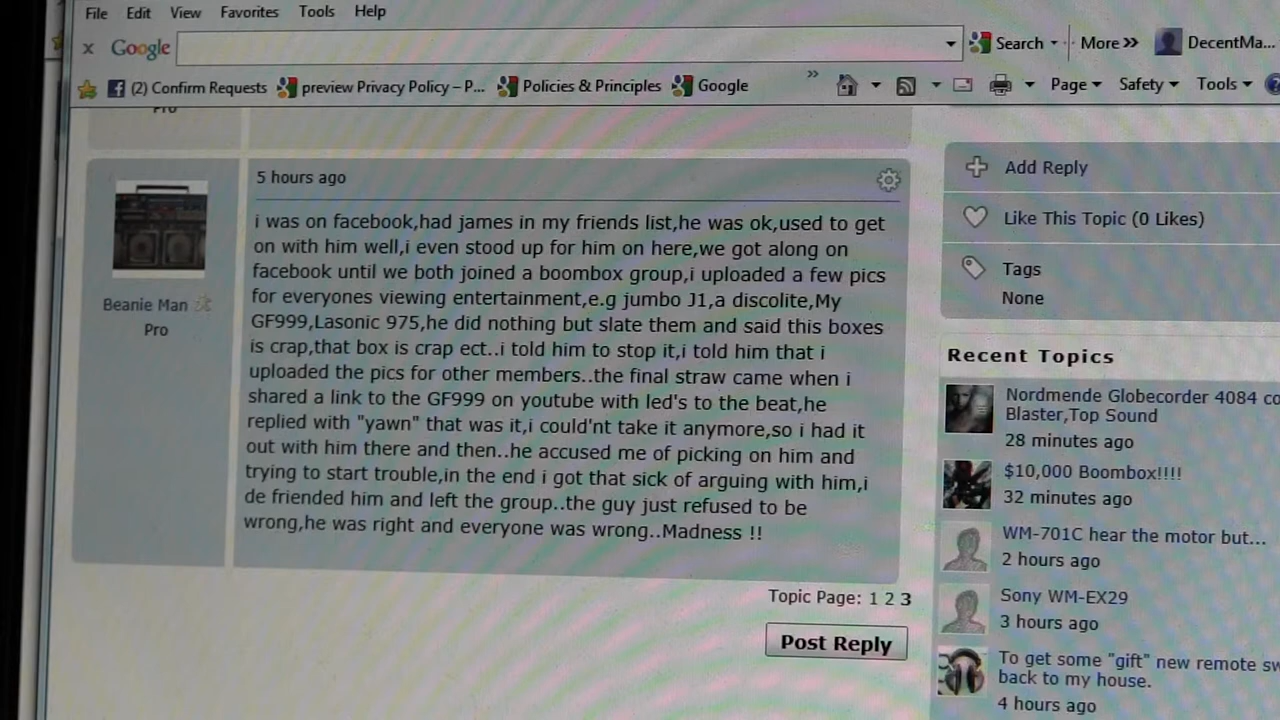 File Edit View Favorites Tools Help
x Google Search More >> DecentMa...
(2) Confirm Requests preview Privacy Policy – P... Policies & Principles Google » Page Safety Tools
Pro
5 hours ago
i was on facebook,had james in my friends list,he was ok,used to get
on with him well,i even stood up for him on here,we got along on
facebook until we both joined a boombox group,i uploaded a few pics
for everyones viewing entertainment,e.g jumbo J1,a discolite,My
GF999,Lasonic 975,he did nothing but slate them and said this boxes
is crap,that box is crap ect..i told him to stop it,i told him that i
uploaded the pics for other members..the final straw came when i
shared a link to the GF999 on youtube with led's to the beat,he
replied with "yawn" that was it,i could'nt take it anymore,so i had it
out with him there and then..he accused me of picking on him and
trying to start trouble,in the end i got that sick of arguing with him,i
de friended him and left the group..the guy just refused to be
wrong,he was right and everyone was wrong..Madness !!
Beanie Man
Pro
Topic Page: 1 2 3
Post Reply
Add Reply
Like This Topic (0 Likes)
Tags
None
Recent Topics
Nordmende Globecorder 4084 co
Blaster,Top Sound
28 minutes ago
$10,000 Boombox!!!!
32 minutes ago
WM-701C hear the motor but...
2 hours ago
Sony WM-EX29
3 hours ago
To get some "gift" new remote sw
back to my house.
4 hours ago